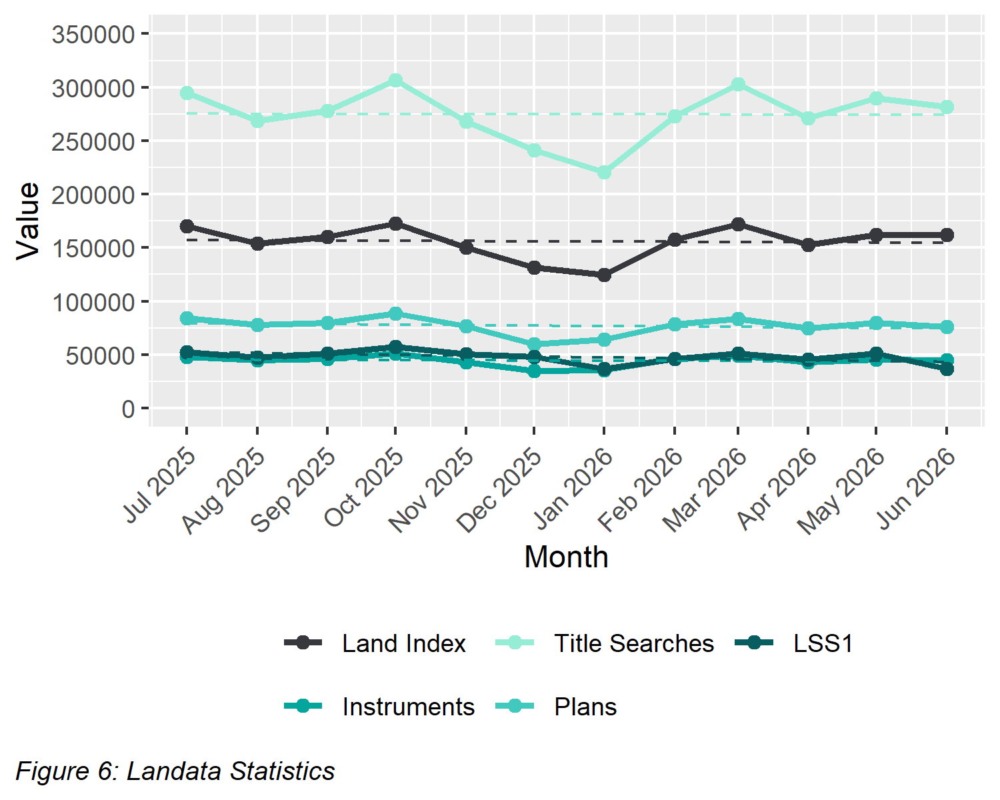 350000
300000
250000
200000
150000
100000
50000
0
Value
Jul 2025
Aug 2025
Sep 2025
Oct 2025
Nov 2025
Dec 2025
Jan 2026
Feb 2026
Mar 2026
Apr 2026
May 2026
Jun 2026
Month
Land Index
Title Searches
LSS1
Instruments
Plans
Figure 6: Landata Statistics